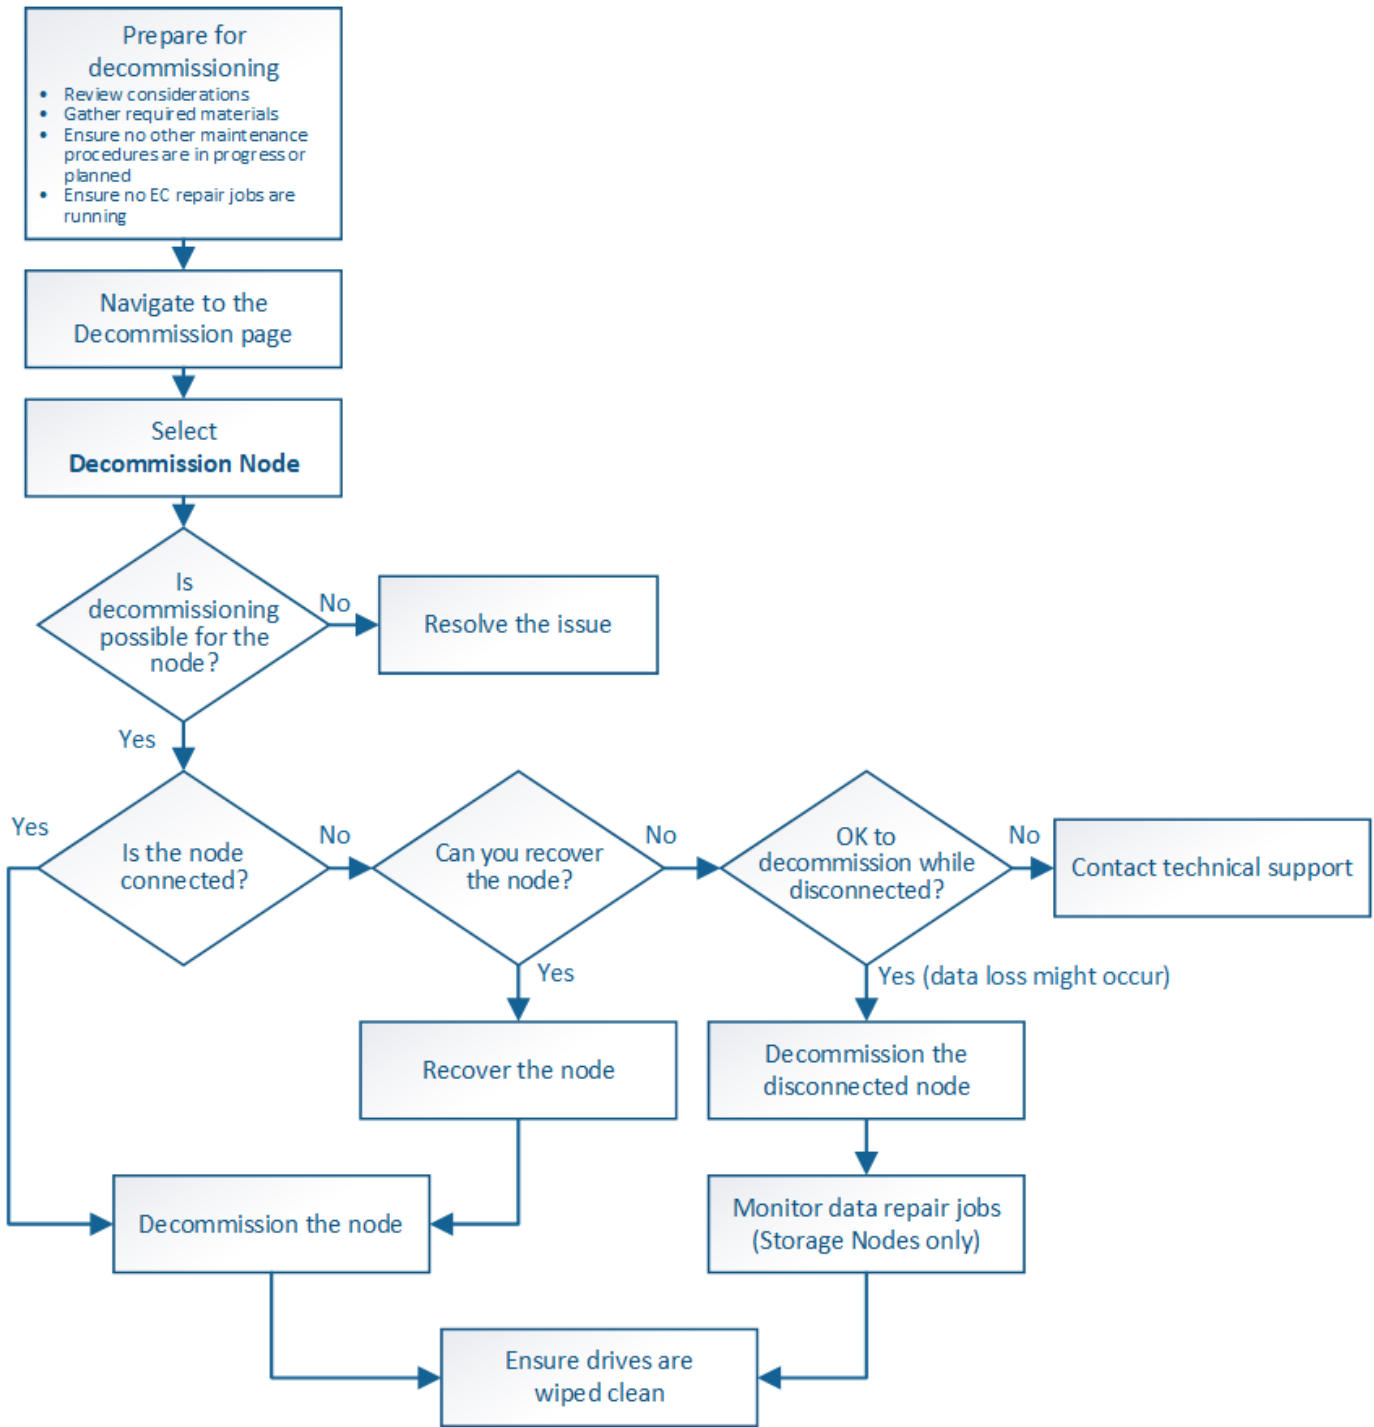 Prepare for
decommissioning
• Review considerations
• Gather required materials
• Ensure no other maintenance
procedures are in progress or
planned
• Ensure no EC repair jobs are
running
Navigate to the
Decommission page
Select
Decommission Node
Is
decommissioning
possible for the
node?
No
Resolve the issue
Yes
Yes
Is the node
connected?
No
Can you recover
the node?
No
OK to
decommission while
disconnected?
No
Contact technical support
Yes
Yes (data loss might occur)
Recover the node
Decommission the
disconnected node
Decommission the node
Monitor data repair jobs
(Storage Nodes only)
Ensure drives are
wiped clean